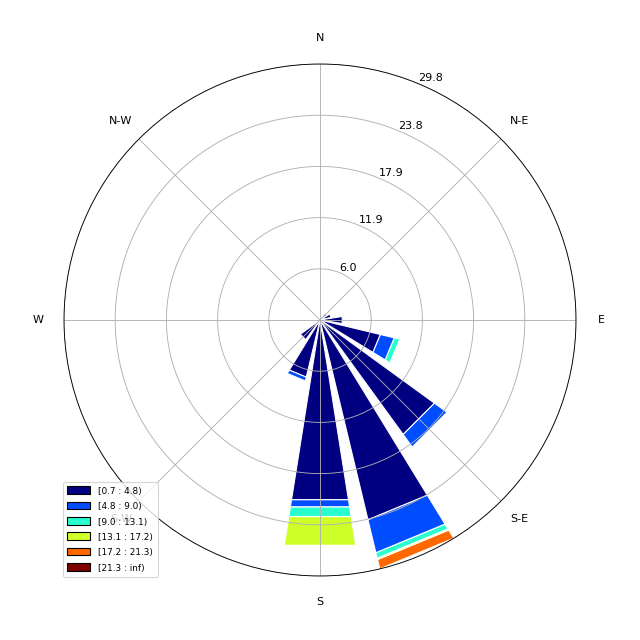 N
29.8
N-W
N-E
23.8
17.9
11.9
6.0
W
E
[0.7 : 4.8)
[4.8 : 9.0)
[9.0 : 13.1)
S-W
S-E
[13.1 : 17.2)
[17.2 : 21.3)
[21.3 : inf)
S